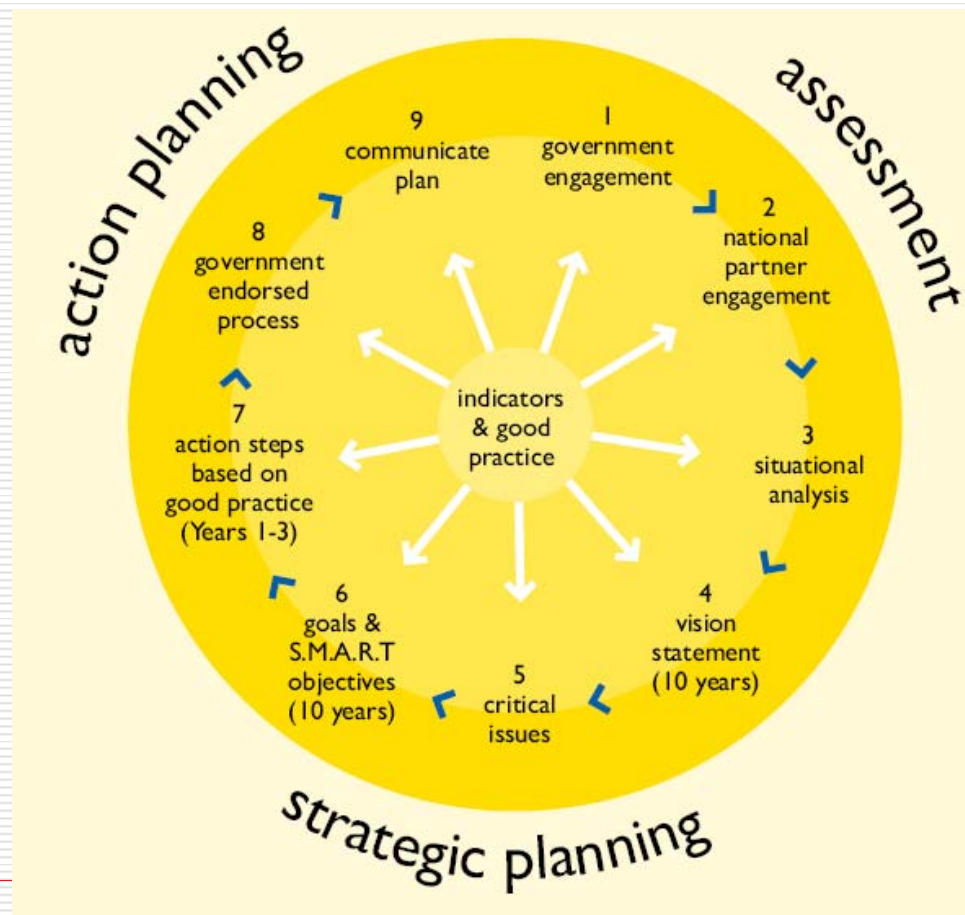 action planning
assessment
strategic planning
1
government
engagement
2
national
partner
engagement
3
situational
analysis
4
vision
statement
(10 years)
5
critical
issues
6
goals &
S.M.A.R.T
objectives
(10 years)
7
action steps
based on
good practice
(Years 1-3)
8
government
endorsed
process
9
communicate
plan
indicators
& good
practice